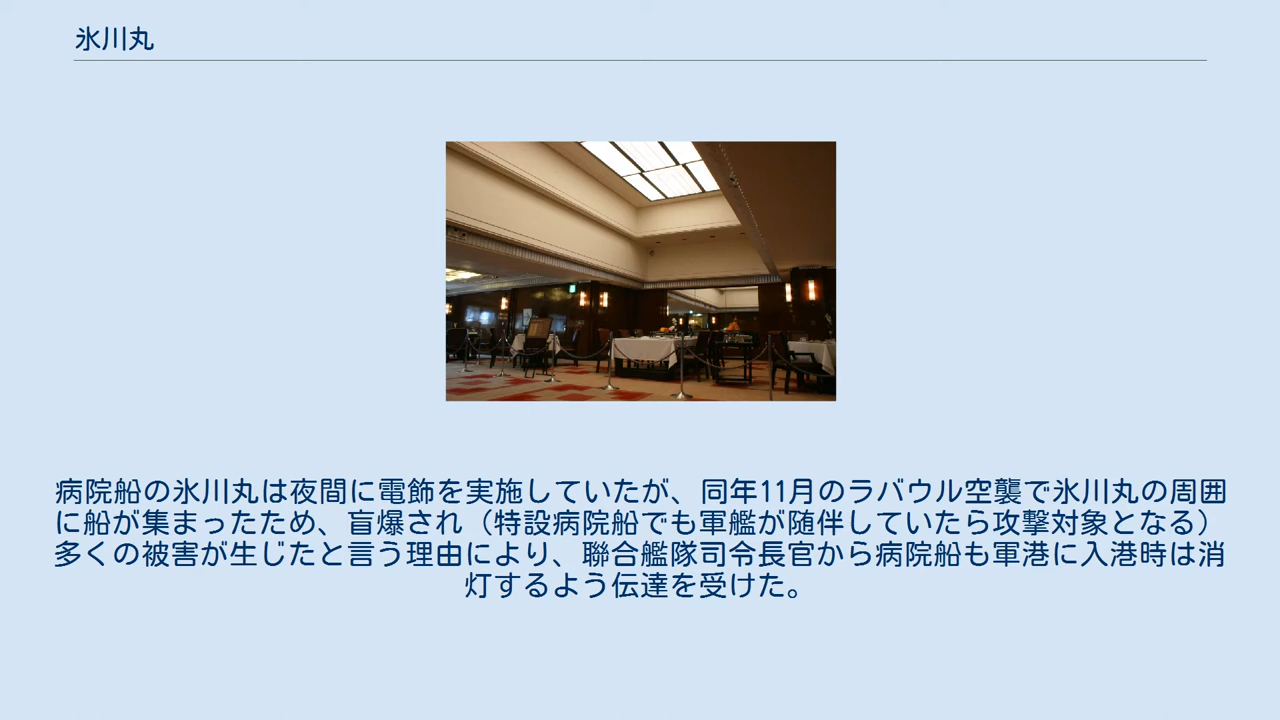 氷川丸
病院船の氷川丸は夜間に電飾を実施していたが、同年11月のラバウル空襲で氷川丸の周囲
に船が集まったため、盲爆され（特設病院船でも軍艦が随伴していたら攻撃対象となる）
多くの被害が生じたと言う理由により、聯合艦隊司令長官から病院船も軍港に入港時は消
灯するよう伝達を受けた。